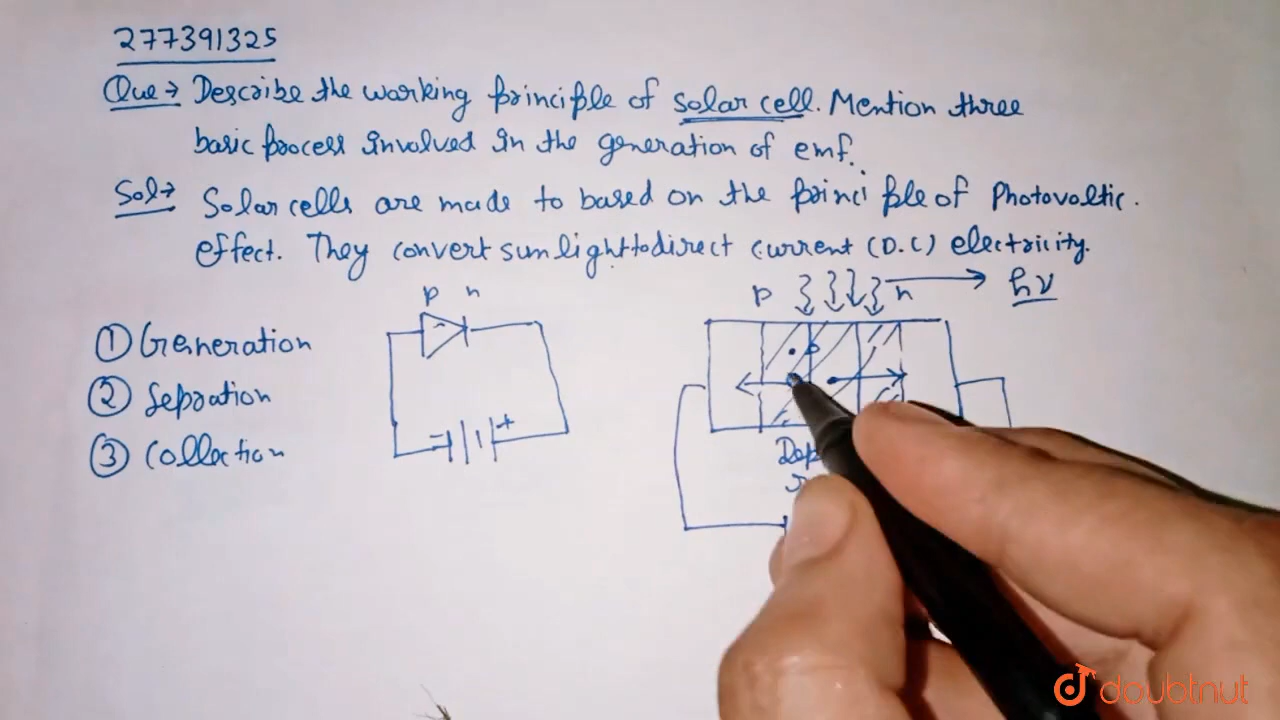 277391325
Que→ Describe the working principle of solar cell. Mention three
basic process involved in the generation of emf.
Sol→ Solar cells are made to based on the principle of Photovoltic.
effect. They convert sunlight to direct current (D.C) electricity.
p n
p n hν
① Generation
② Sepration
③ Collection
- +
Dep
doubtnut